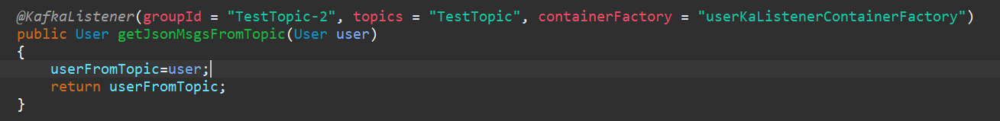 @KafkaListener(groupId = "TestTopic-2", topics = "TestTopic", containerFactory = "userKaListenerContainerFactory")
public User getJsonMsgsFromTopic(User user)
{
userFromTopic=user;
return userFromTopic;
}